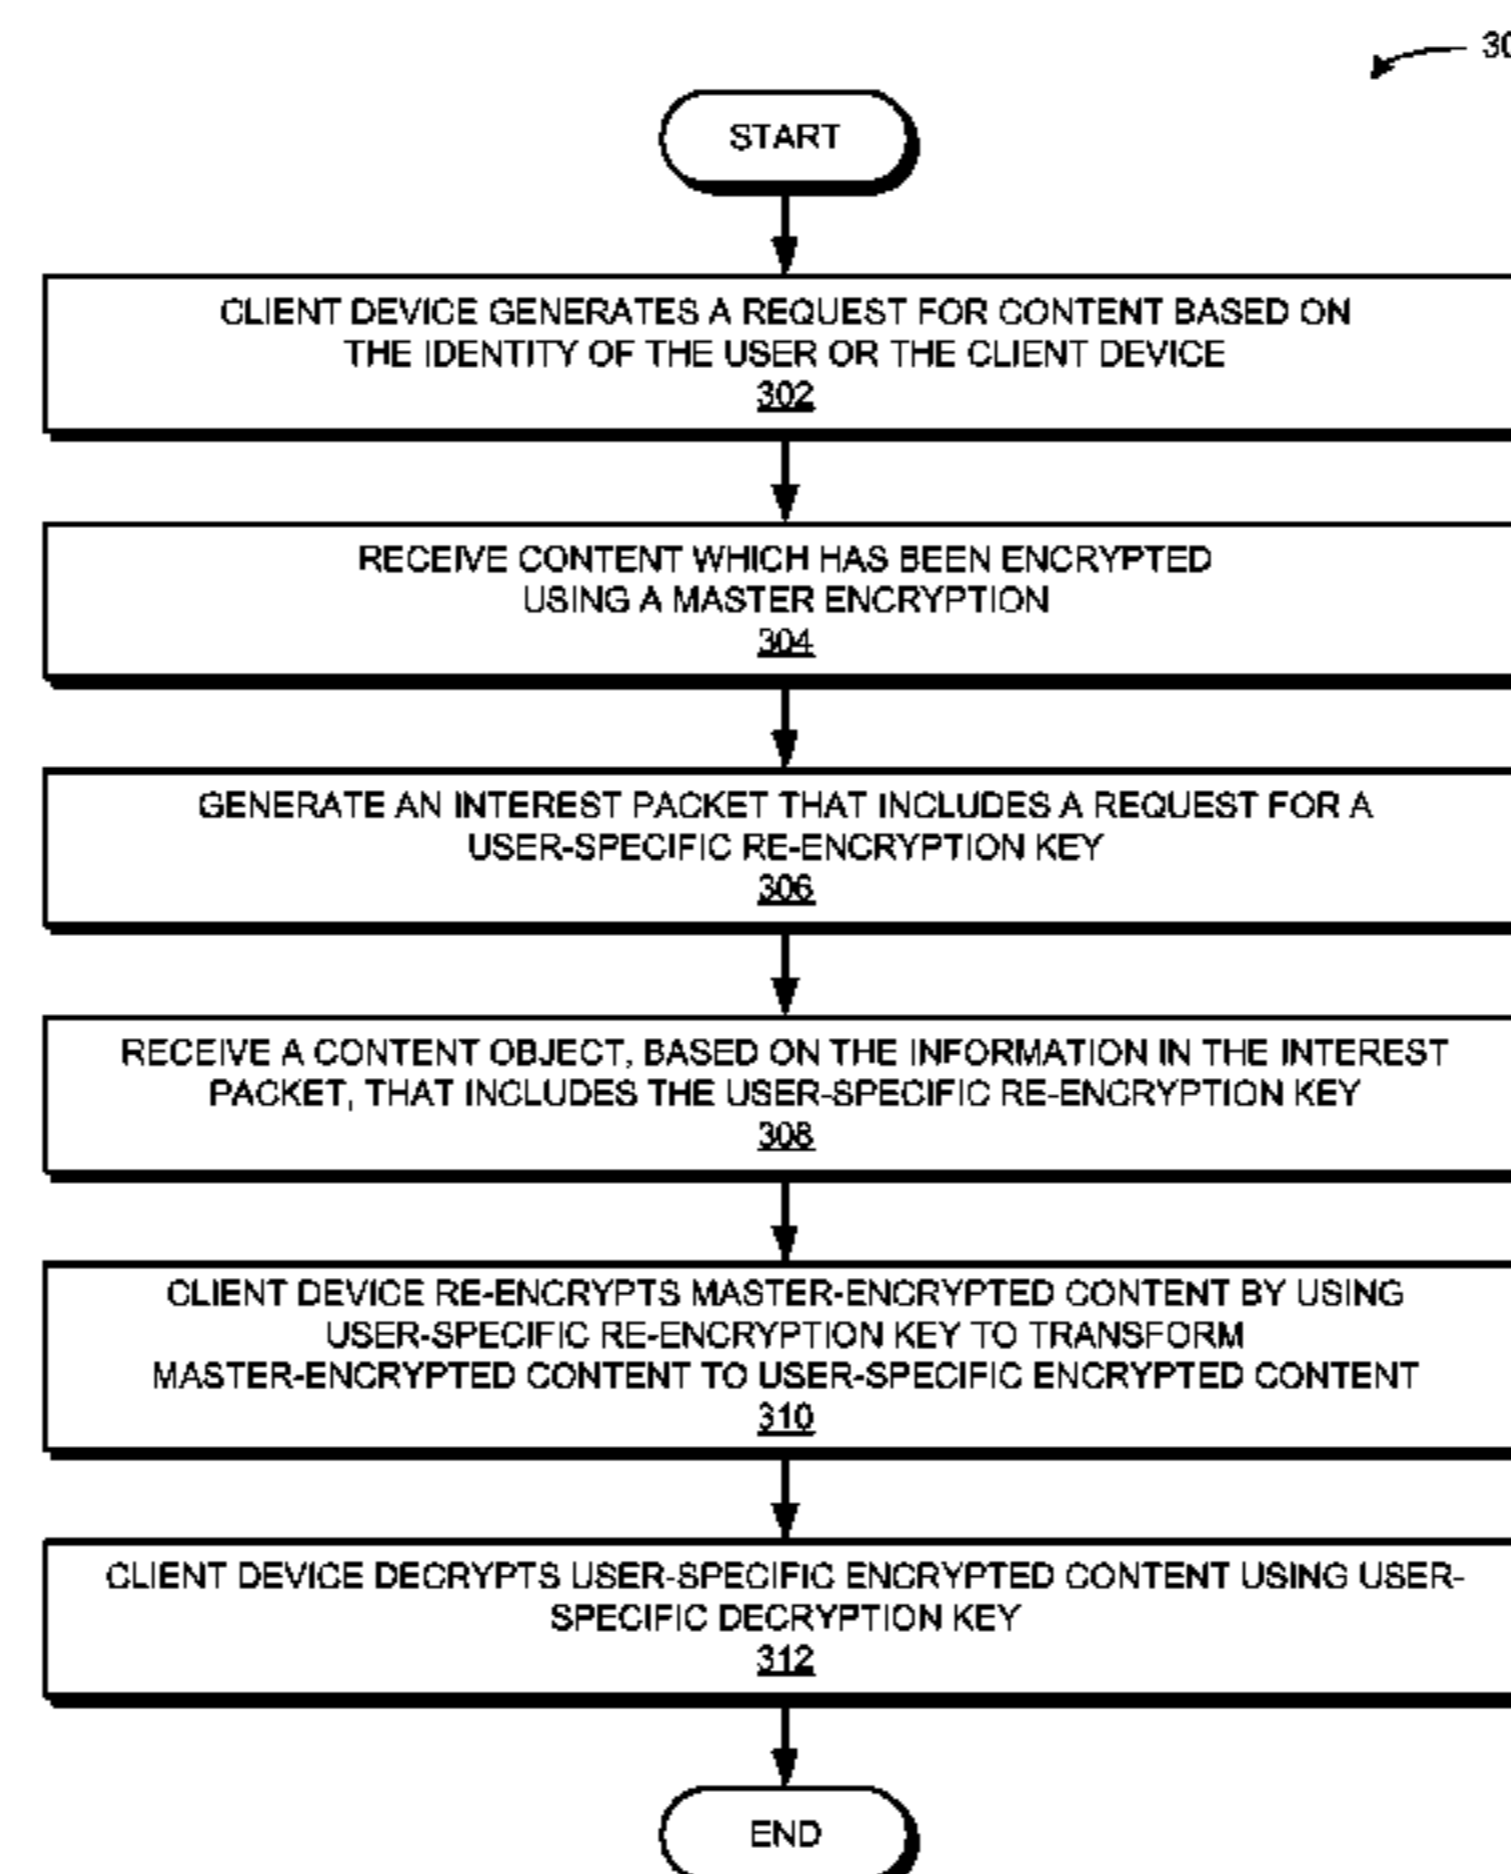 START
CLIENT DEVICE GENERATES A REQUEST FOR CONTENT BASED ON
THE IDENTITY OF THE USER OR THE CLIENT DEVICE
302
RECEIVE CONTENT WHICH HAS BEEN ENCRYPTED
USING A MASTER ENCRYPTION
304
GENERATE AN INTEREST PACKET THAT INCLUDES A REQUEST FOR A
USER-SPECIFIC RE-ENCRYPTION KEY
306
RECEIVE A CONTENT OBJECT, BASED ON THE INFORMATION IN THE INTEREST
PACKET, THAT INCLUDES THE USER-SPECIFIC RE-ENCRYPTION KEY
308
CLIENT DEVICE RE-ENCRYPTS MASTER-ENCRYPTED CONTENT BY USING
USER-SPECIFIC RE-ENCRYPTION KEY TO TRANSFORM
MASTER-ENCRYPTED CONTENT TO USER-SPECIFIC ENCRYPTED CONTENT
310
CLIENT DEVICE DECRYPTS USER-SPECIFIC ENCRYPTED CONTENT USING USER-
SPECIFIC DECRYPTION KEY
312
END